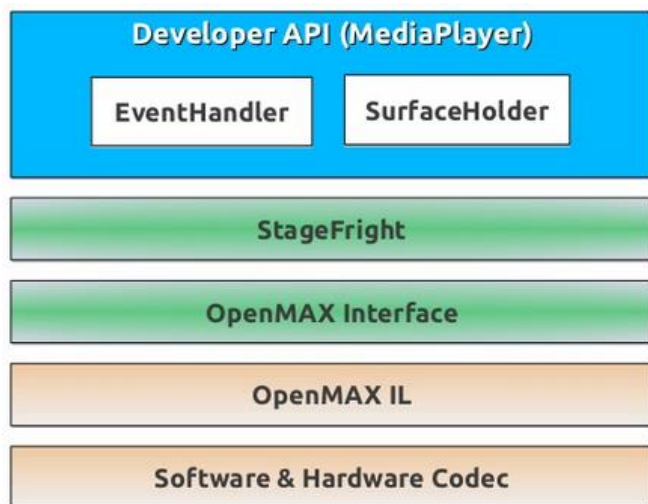 Developer API (MediaPlayer)
EventHandler
SurfaceHolder
StageFright
OpenMAX Interface
OpenMAX IL
Software & Hardware Codec